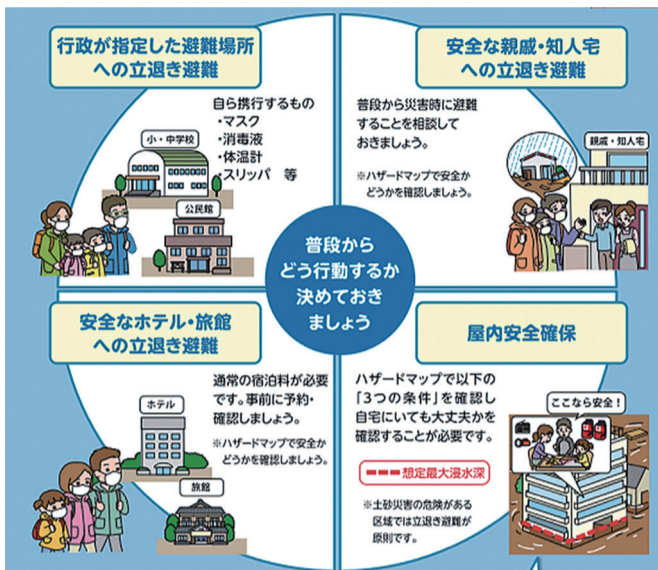 行政が指定した避難場所
への立退き避難
自ら携行するもの
・マスク
・消毒液
・体温計
・スリッパ 等
小・中学校
公民館
安全な親戚・知人宅
への立退き避難
普段から災害時に避難
することを相談して
おきましょう。
※ハザードマップで安全か
どうかを確認しましょう。
親戚・知人宅
普段から
どう行動するか
決めておき
ましょう
安全なホテル・旅館
への立退き避難
通常の宿泊料が必要
です。事前に予約・
確認しましょう。
※ハザードマップで安全か
どうかを確認しましょう。
ホテル
旅館
屋内安全確保
ハザードマップで以下の
「3つの条件」を確認し
自宅にいても大丈夫かを
確認することが必要です。
想定最大浸水深
※土砂災害の危険がある
区域では立退き避難が
原則です。
ここなら安全！